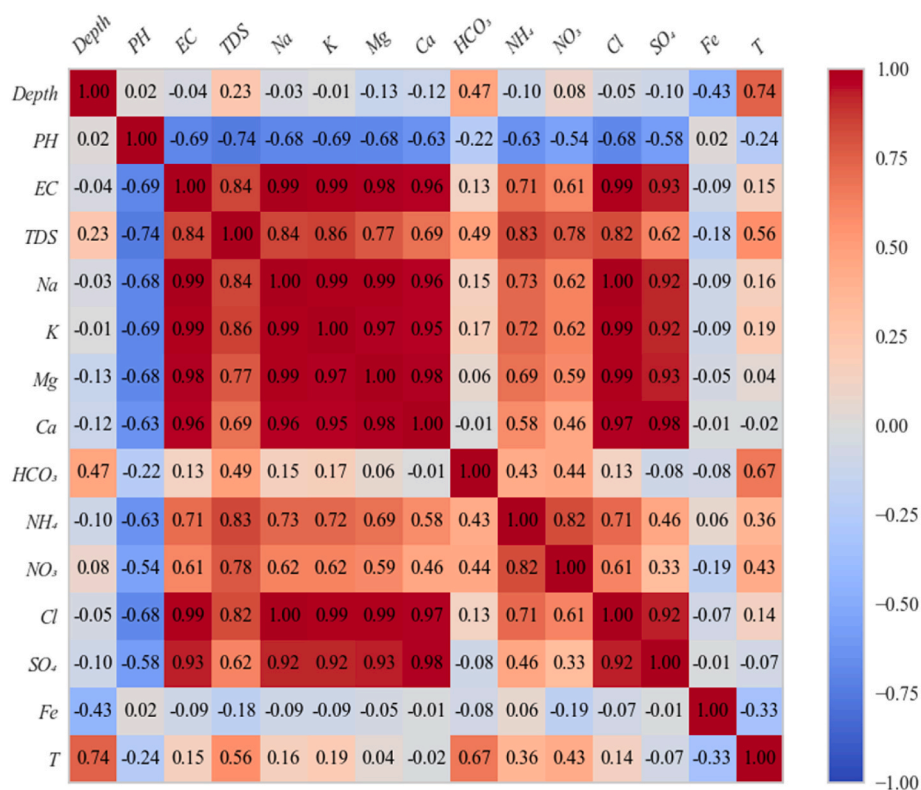 Depth PH EC TDS Na K Mg Ca HCO₃ NH₄ NO₃ Cl SO₄ Fe T
Depth 1.00 0.02 -0.04 0.23 -0.03 -0.01 -0.13 -0.12 0.47 -0.10 0.08 -0.05 -0.10 -0.43 0.74
PH 0.02 1.00 -0.69 -0.74 -0.68 -0.69 -0.68 -0.63 -0.22 -0.63 -0.54 -0.68 -0.58 0.02 -0.24
EC -0.04 -0.69 1.00 0.84 0.99 0.99 0.98 0.96 0.13 0.71 0.61 0.99 0.93 -0.09 0.15
TDS 0.23 -0.74 0.84 1.00 0.84 0.86 0.77 0.69 0.49 0.83 0.78 0.82 0.62 -0.18 0.56
Na -0.03 -0.68 0.99 0.84 1.00 0.99 0.99 0.96 0.15 0.73 0.62 1.00 0.92 -0.09 0.16
K -0.01 -0.69 0.99 0.86 0.99 1.00 0.97 0.95 0.17 0.72 0.62 0.99 0.92 -0.09 0.19
Mg -0.13 -0.68 0.98 0.77 0.99 0.97 1.00 0.98 0.06 0.69 0.59 0.99 0.93 -0.05 0.04
Ca -0.12 -0.63 0.96 0.69 0.96 0.95 0.98 1.00 -0.01 0.58 0.46 0.97 0.98 -0.01 -0.02
HCO₃ 0.47 -0.22 0.13 0.49 0.15 0.17 0.06 -0.01 1.00 0.43 0.44 0.13 -0.08 -0.08 0.67
NH₄ -0.10 -0.63 0.71 0.83 0.73 0.72 0.69 0.58 0.43 1.00 0.82 0.71 0.46 0.06 0.36
NO₃ 0.08 -0.54 0.61 0.78 0.62 0.62 0.59 0.46 0.44 0.82 1.00 0.61 0.33 -0.19 0.43
Cl -0.05 -0.68 0.99 0.82 1.00 0.99 0.99 0.97 0.13 0.71 0.61 1.00 0.92 -0.07 0.14
SO₄ -0.10 -0.58 0.93 0.62 0.92 0.92 0.93 0.98 -0.08 0.46 0.33 0.92 1.00 -0.01 -0.07
Fe -0.43 0.02 -0.09 -0.18 -0.09 -0.09 -0.05 -0.01 -0.08 0.06 -0.19 -0.07 -0.01 1.00 -0.33
T 0.74 -0.24 0.15 0.56 0.16 0.19 0.04 -0.02 0.67 0.36 0.43 0.14 -0.07 -0.33 1.00
1.00
0.75
0.50
0.25
0.00
−0.25
−0.50
−0.75
−1.00